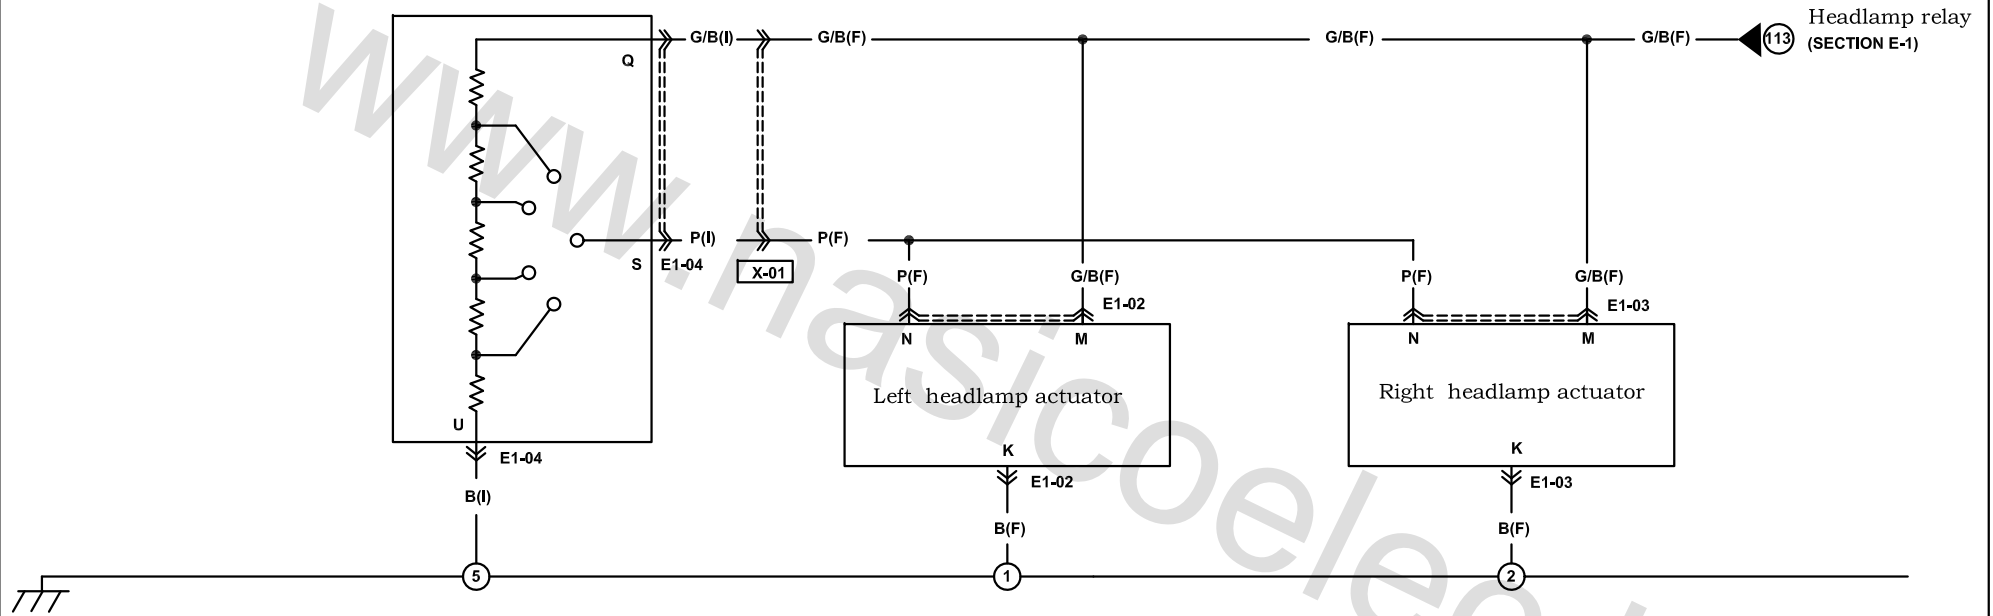 Headlamp relay
G/B(I) G/B(F) G/B(F) G/B(F) 113 (SECTION E-1)
Q
P(I) P(F)
S E1-04 X-01
P(F) G/B(F) P(F) G/B(F)
E1-02 E1-03
N M N M
Left headlamp actuator
Right headlamp actuator
U
K K
E1-04
E1-02 E1-03
B(I)
B(F) B(F)
5 1 2
www.nasicoelec